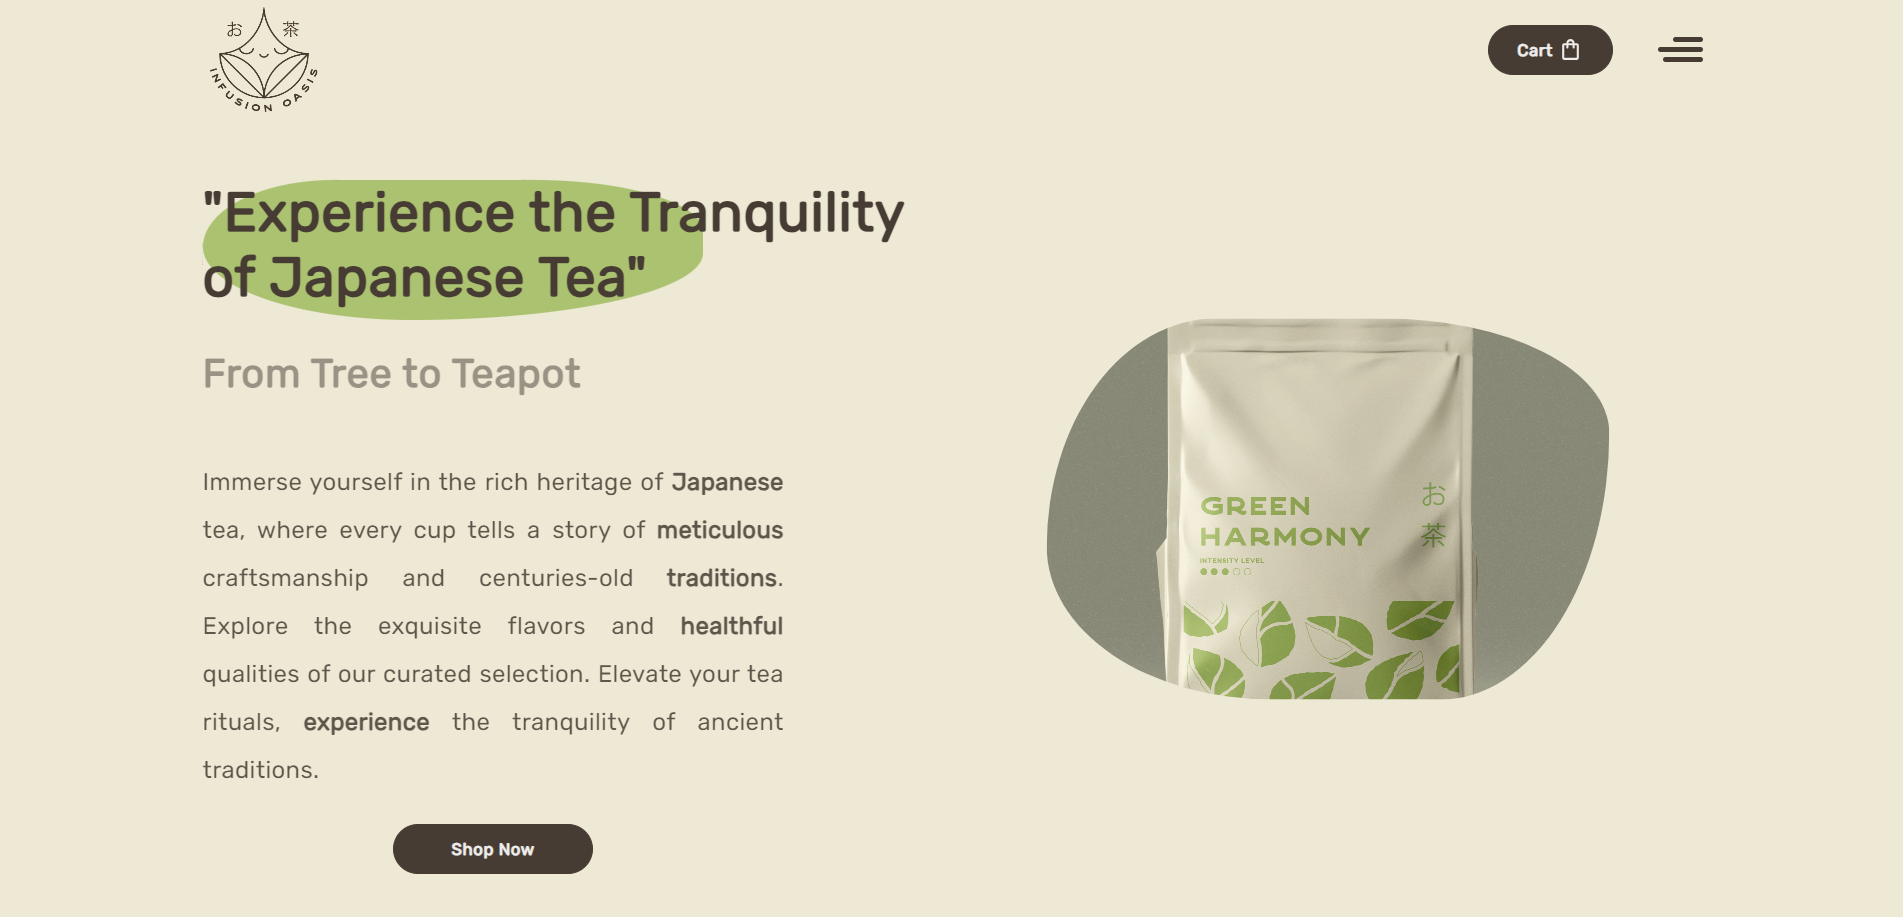 お 茶
INFUSION OASIS
Cart
"Experience the Tranquility
of Japanese Tea"
From Tree to Teapot
Immerse yourself in the rich heritage of Japanese
tea, where every cup tells a story of meticulous
craftsmanship and centuries-old traditions.
Explore the exquisite flavors and healthful
qualities of our curated selection. Elevate your tea
rituals, experience the tranquility of ancient
traditions.
Shop Now
GREEN
HARMONY
INTENSITY LEVEL
お
茶